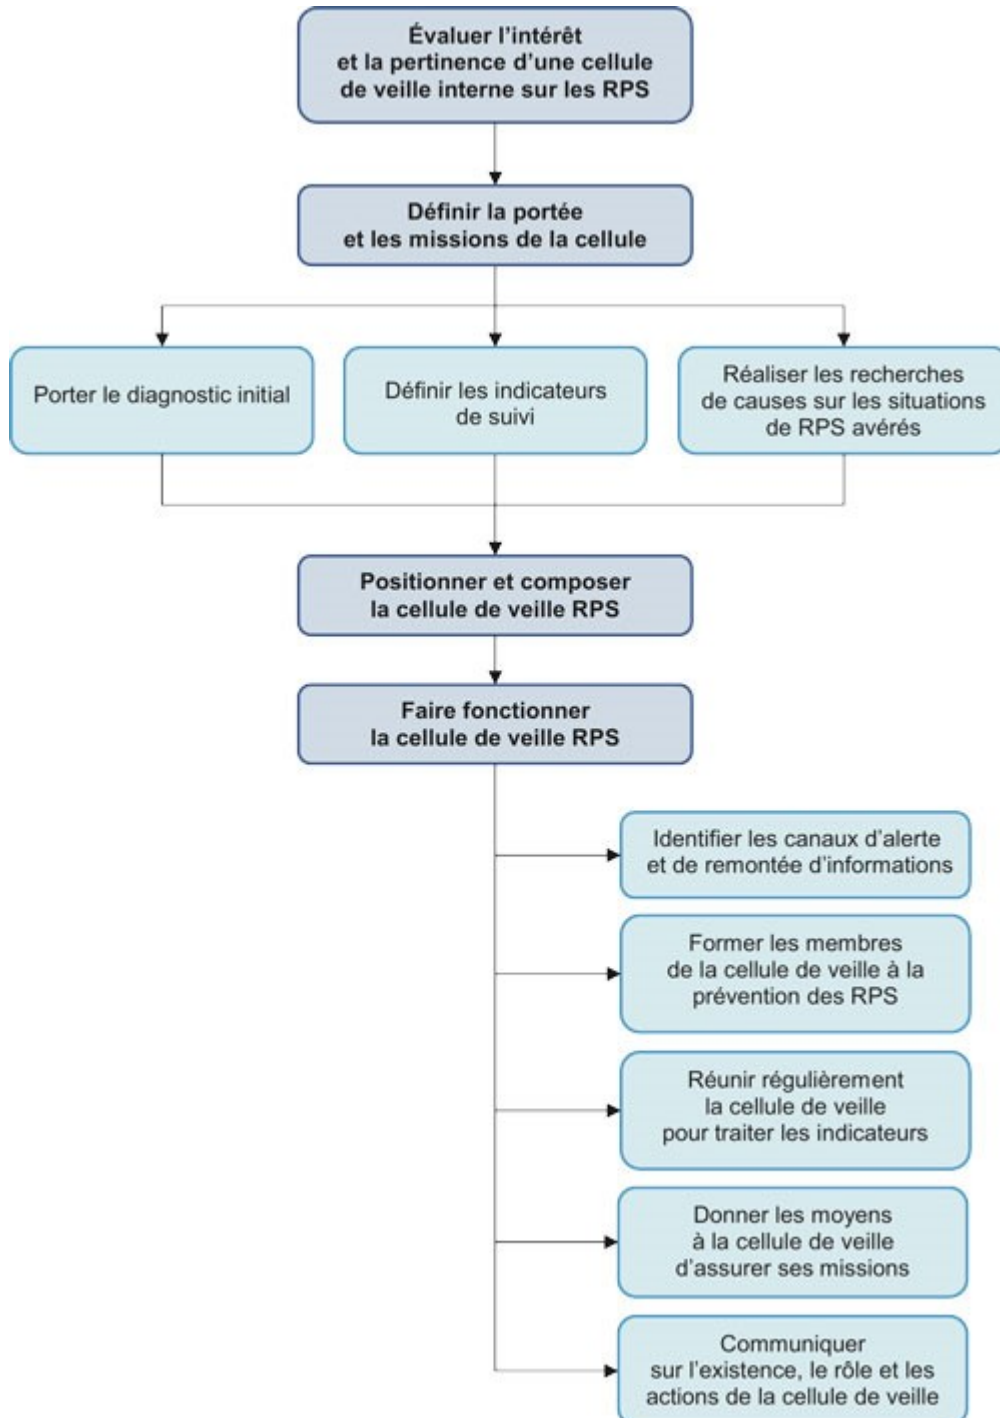 Évaluer l’intérêt
et la pertinence d’une cellule
de veille interne sur les RPS
Définir la portée
et les missions de la cellule
Porter le diagnostic initial
Définir les indicateurs
de suivi
Réaliser les recherches
de causes sur les situations
de RPS avérés
Positionner et composer
la cellule de veille RPS
Faire fonctionner
la cellule de veille RPS
Identifier les canaux d’alerte
et de remontée d’informations
Former les membres
de la cellule de veille à la
prévention des RPS
Réunir régulièrement
la cellule de veille
pour traiter les indicateurs
Donner les moyens
à la cellule de veille
d’assurer ses missions
Communiquer
sur l’existence, le rôle et les
actions de la cellule de veille